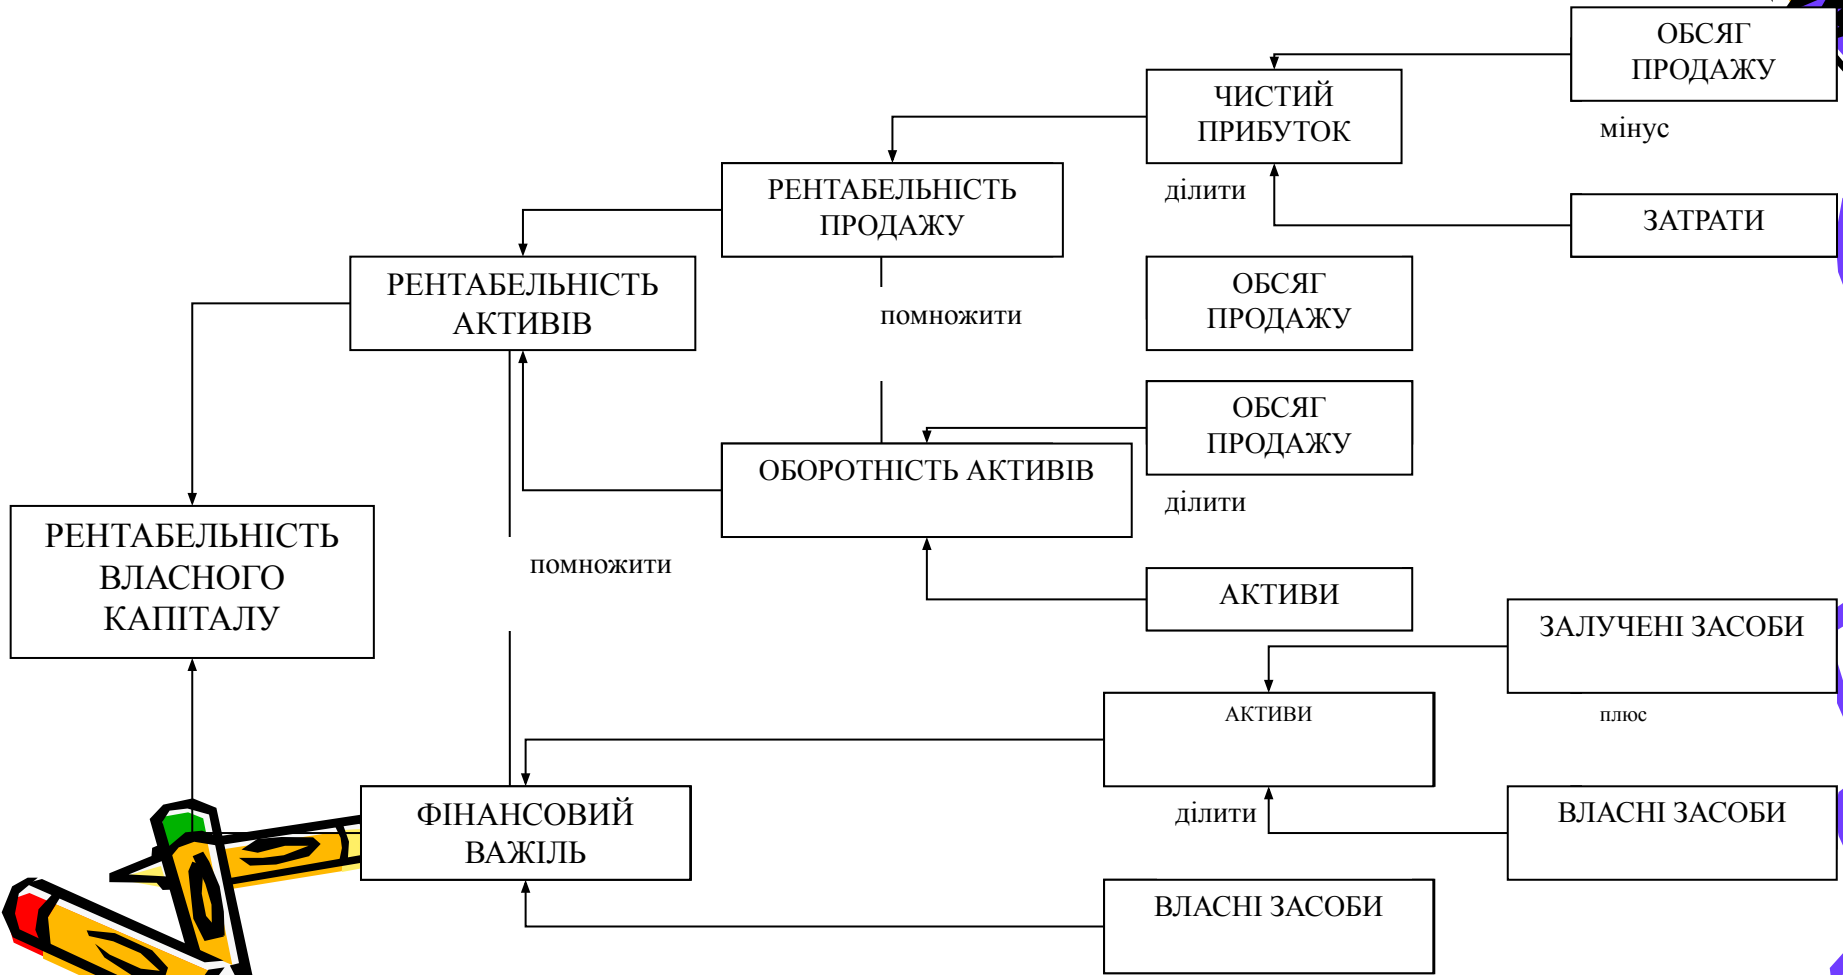 ОБСЯГ
ПРОДАЖУ
мінус
ЧИСТИЙ
ПРИБУТОК
ділити
ЗАТРАТИ
РЕНТАБЕЛЬНІСТЬ
ПРОДАЖУ
РЕНТАБЕЛЬНІСТЬ
АКТИВІВ
помножити
ОБСЯГ
ПРОДАЖУ
ОБСЯГ
ПРОДАЖУ
ОБОРОТНІСТЬ АКТИВІВ
ділити
РЕНТАБЕЛЬНІСТЬ
ВЛАСНОГО
КАПІТАЛУ
помножити
АКТИВИ
ЗАЛУЧЕНІ ЗАСОБИ
АКТИВИ
плюс
ФІНАНСОВИЙ
ВАЖІЛЬ
ділити
ВЛАСНІ ЗАСОБИ
ВЛАСНІ ЗАСОБИ